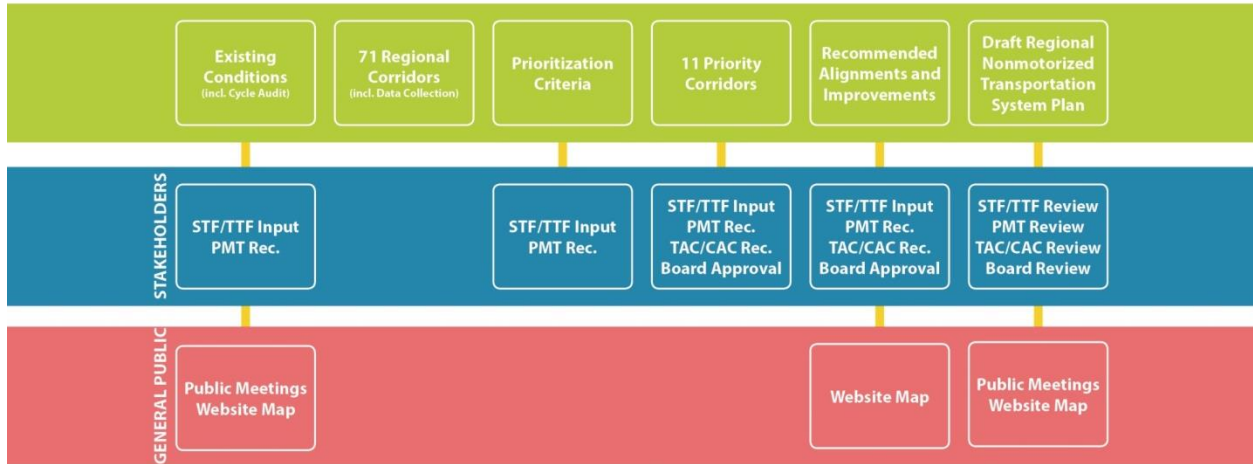 Existing
Conditions
(incl. Cycle Audit)
71 Regional
Corridors
(incl. Data Collection)
Prioritization
Criteria
11 Priority
Corridors
Recommended
Alignments and
Improvements
Draft Regional
Nonmotorized
Transportation
System Plan
STAKEHOLDERS
STF/TTF Input
PMT Rec.
STF/TTF Input
PMT Rec.
STF/TTF Input
PMT Rec.
TAC/CAC Rec.
Board Approval
STF/TTF Input
PMT Rec.
TAC/CAC Rec.
Board Approval
STF/TTF Review
PMT Review
TAC/CAC Review
Board Review
GENERAL PUBLIC
Public Meetings
Website Map
Website Map
Public Meetings
Website Map